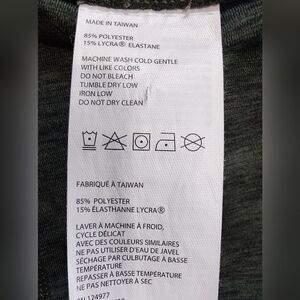 MADE IN TAIWAN
85% POLYESTER
15% LYCRA® ELASTANE
MACHINE WASH COLD GENTLE
WITH LIKE COLORS
DO NOT BLEACH
TUMBLE DRY LOW
IRON LOW
DO NOT DRY CLEAN
FABRIQUÉ À TAIWAN
85% POLYESTER
15% ÉLASTHANNE LYCRA®
LAVER À MACHINE À FROID,
CYCLE DÉLICAT
AVEC DES COULEURS SIMILAIRES
NE PAS UTILISER D'EAU DE JAVEL
SÉCHAGE PAR CULBUTAGE À BASSE
TEMPÉRATURE
REPASSER À BASSE TEMPÉRATURE
NE PAS NETTOYER À SEC
124977